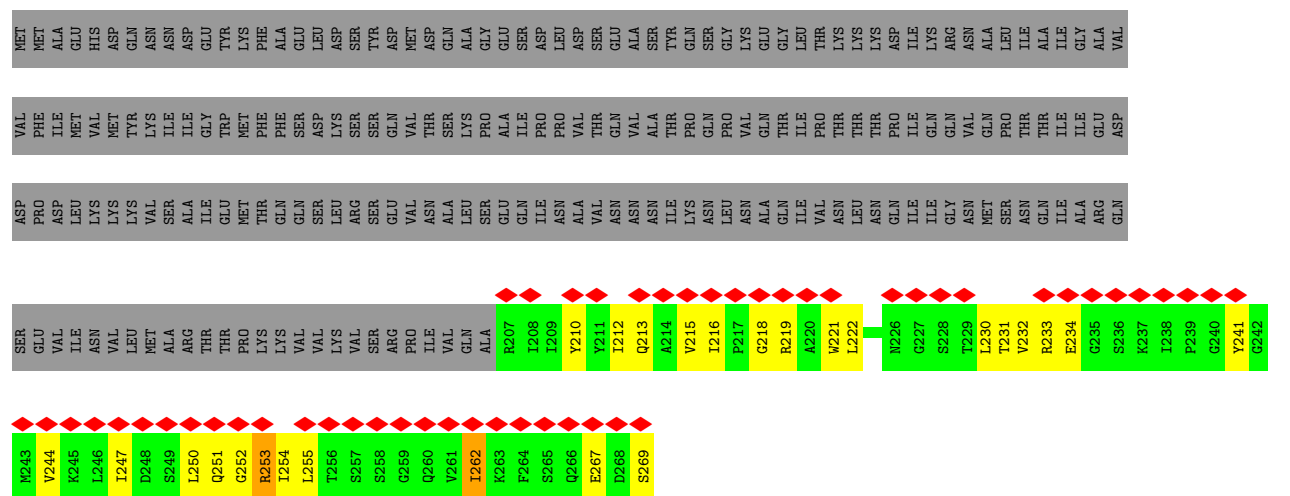 MET MET ALA GLU HIS ASP GLN ASN ASN ASP GLU TYR LYS PHE ALA GLU LEU ASP SER TYR ASP MET ASP GLN ALA GLY GLU SER ASP LEU ASP SER GLU ALA SER TYR GLN SER GLY LYS GLU GLY LEU THR LYS LYS LYS ASP ILE LYS ARG ASN ALA LEU ILE ALA ILE GLY ALA VAL
VAL PHE ILE MET VAL MET TYR LYS ILE ILE GLY TRP MET PHE PHE SER ASP LYS SER SER GLN VAL THR SER LYS PRO ALA ILE PRO PRO VAL THR GLN VAL ALA THR PRO GLN PRO VAL GLN THR ILE PRO THR THR THR PRO ILE GLN GLN VAL GLN PRO THR THR ILE ILE GLU ASP
ASP PRO ASP LEU LYS LYS LYS VAL SER ALA ILE GLU MET THR GLN GLN SER LEU ARG SER GLU VAL ASN ALA LEU SER GLU GLN ILE ASN ALA VAL ASN ASN ASN ILE LYS ASN LEU ASN ALA GLN ILE VAL ASN LEU ASN GLN ILE ILE GLY ASN MET SER ASN GLN ILE ALA ARG GLN
SER GLU VAL ILE ASN VAL LEU MET ALA ARG THR THR PRO LYS LYS VAL VAL LYS VAL SER ARG PRO ILE VAL GLN ALA R207 I208 I209 Y210 Y211 I212 Q213 A214 V215 I216 P217 G218 R219 A220 W221 L222 N226 G227 S228 T229 L230 T231 V232 R233 E234 G235 S236 K237 I238 P239 G240 Y241 G242
M243 V244 K245 L246 I247 D248 S249 L250 Q251 G252 R253 I254 L255 T256 S257 S258 G259 Q260 V261 I262 K263 F264 S265 Q266 E267 D268 S269